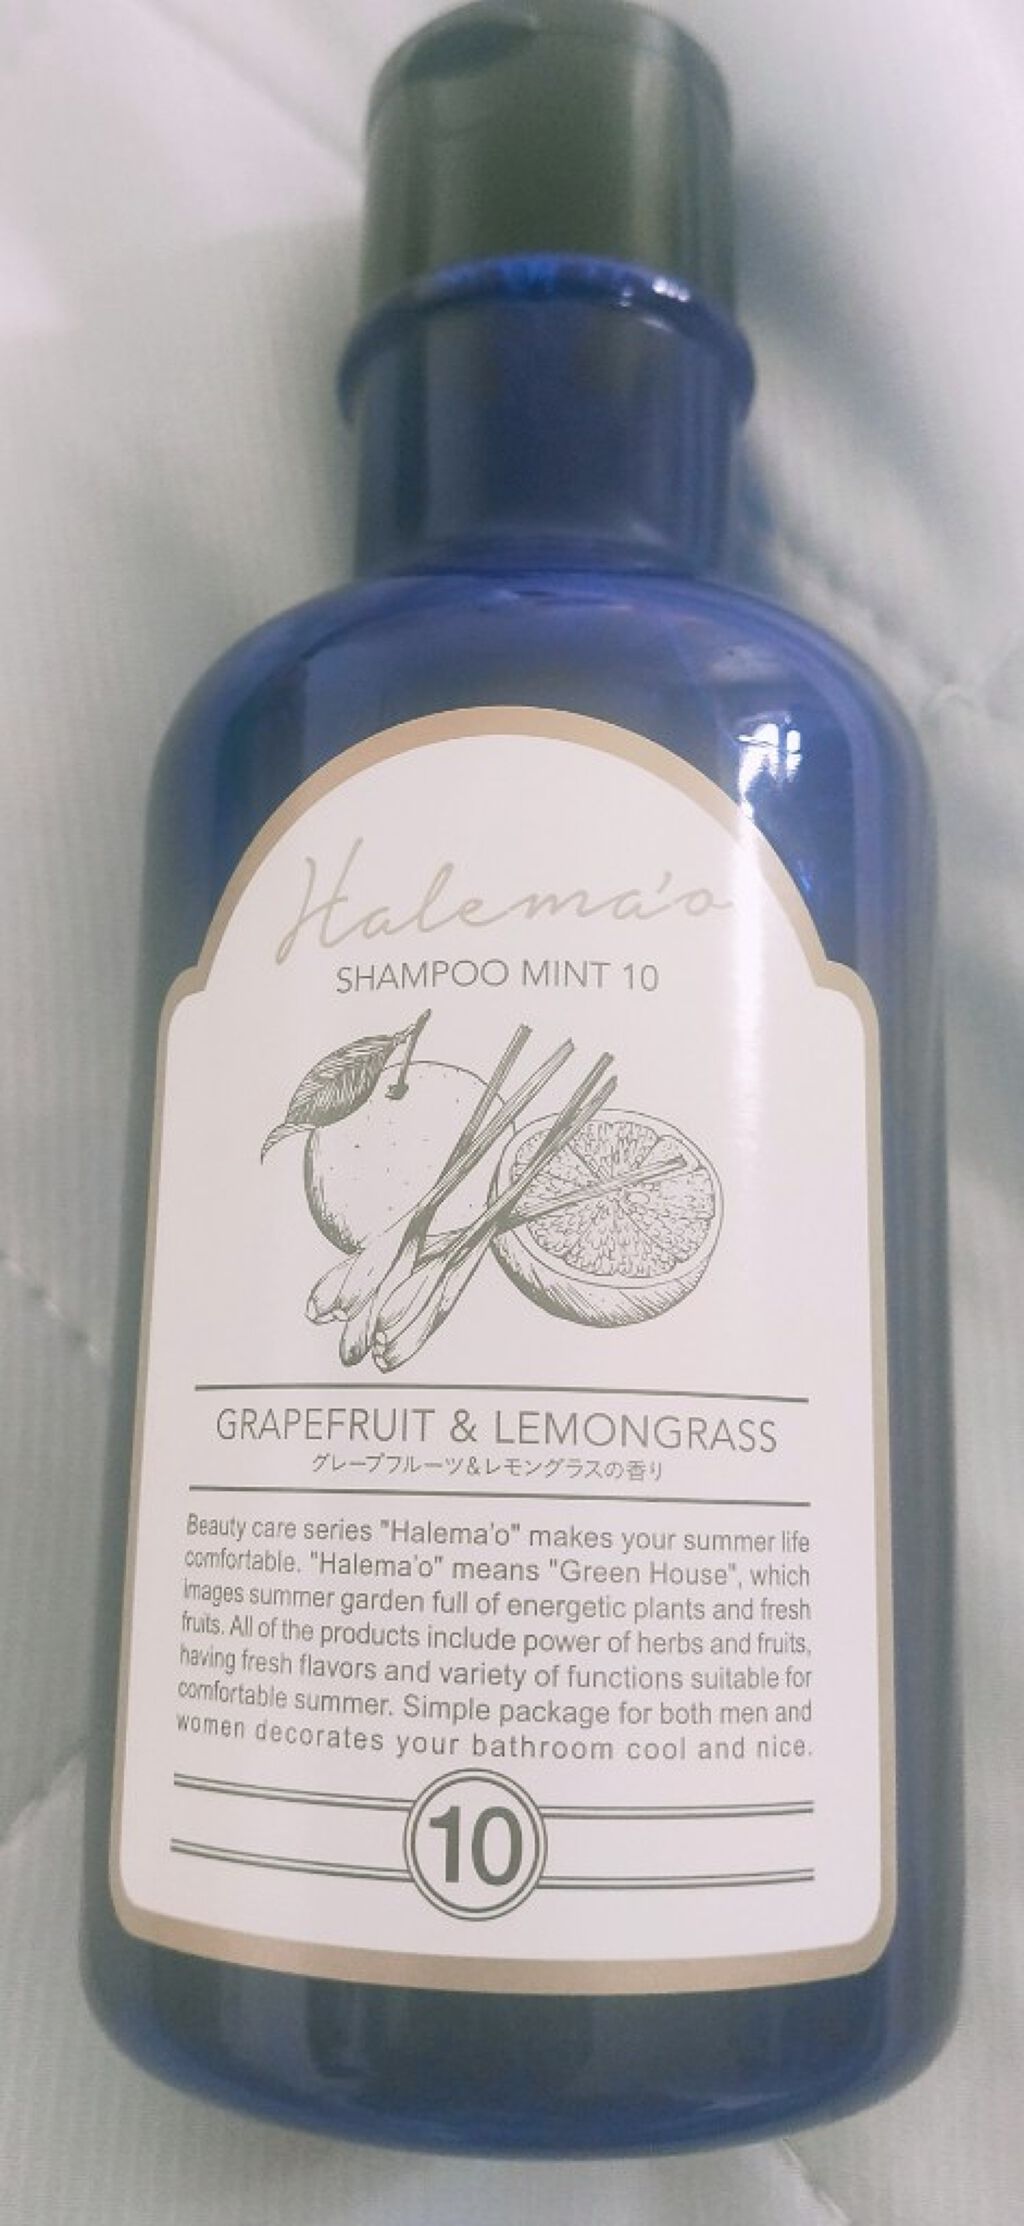 Halema'o
SHAMPOO MINT 10
GRAPEFRUIT & LEMONGRASS
グレープフルーツ&レモングラスの香り
Beauty care series "Halema'o" makes your summer life
comfortable. "Halema'o" means "Green House", which
images summer garden full of energetic plants and fresh
fruits. All of the products include power of herbs and fruits,
having fresh flavors and variety of functions suitable for
comfortable summer. Simple package for both men and
women decorates your bathroom cool and nice.
10